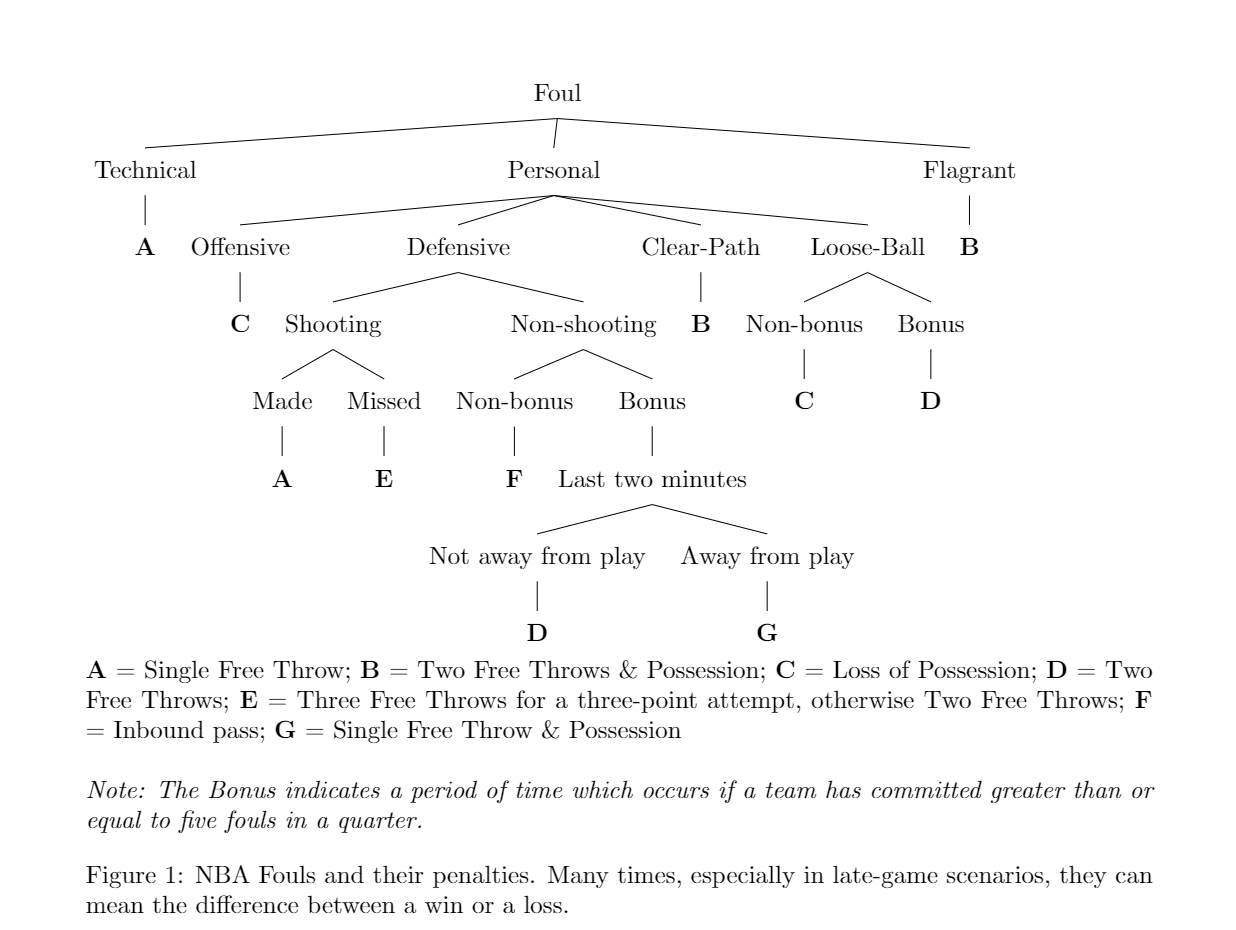 Foul
Technical Personal Flagrant
A Offensive Defensive Clear-Path Loose-Ball B
C Shooting Non-shooting B Non-bonus Bonus
Made Missed Non-bonus Bonus C D
A E F Last two minutes
Not away from play Away from play
D G
A = Single Free Throw; B = Two Free Throws & Possession; C = Loss of Possession; D = Two
Free Throws; E = Three Free Throws for a three-point attempt, otherwise Two Free Throws; F
= Inbound pass; G = Single Free Throw & Possession
Note: The Bonus indicates a period of time which occurs if a team has committed greater than or
equal to five fouls in a quarter.
Figure 1: NBA Fouls and their penalties. Many times, especially in late-game scenarios, they can
mean the difference between a win or a loss.